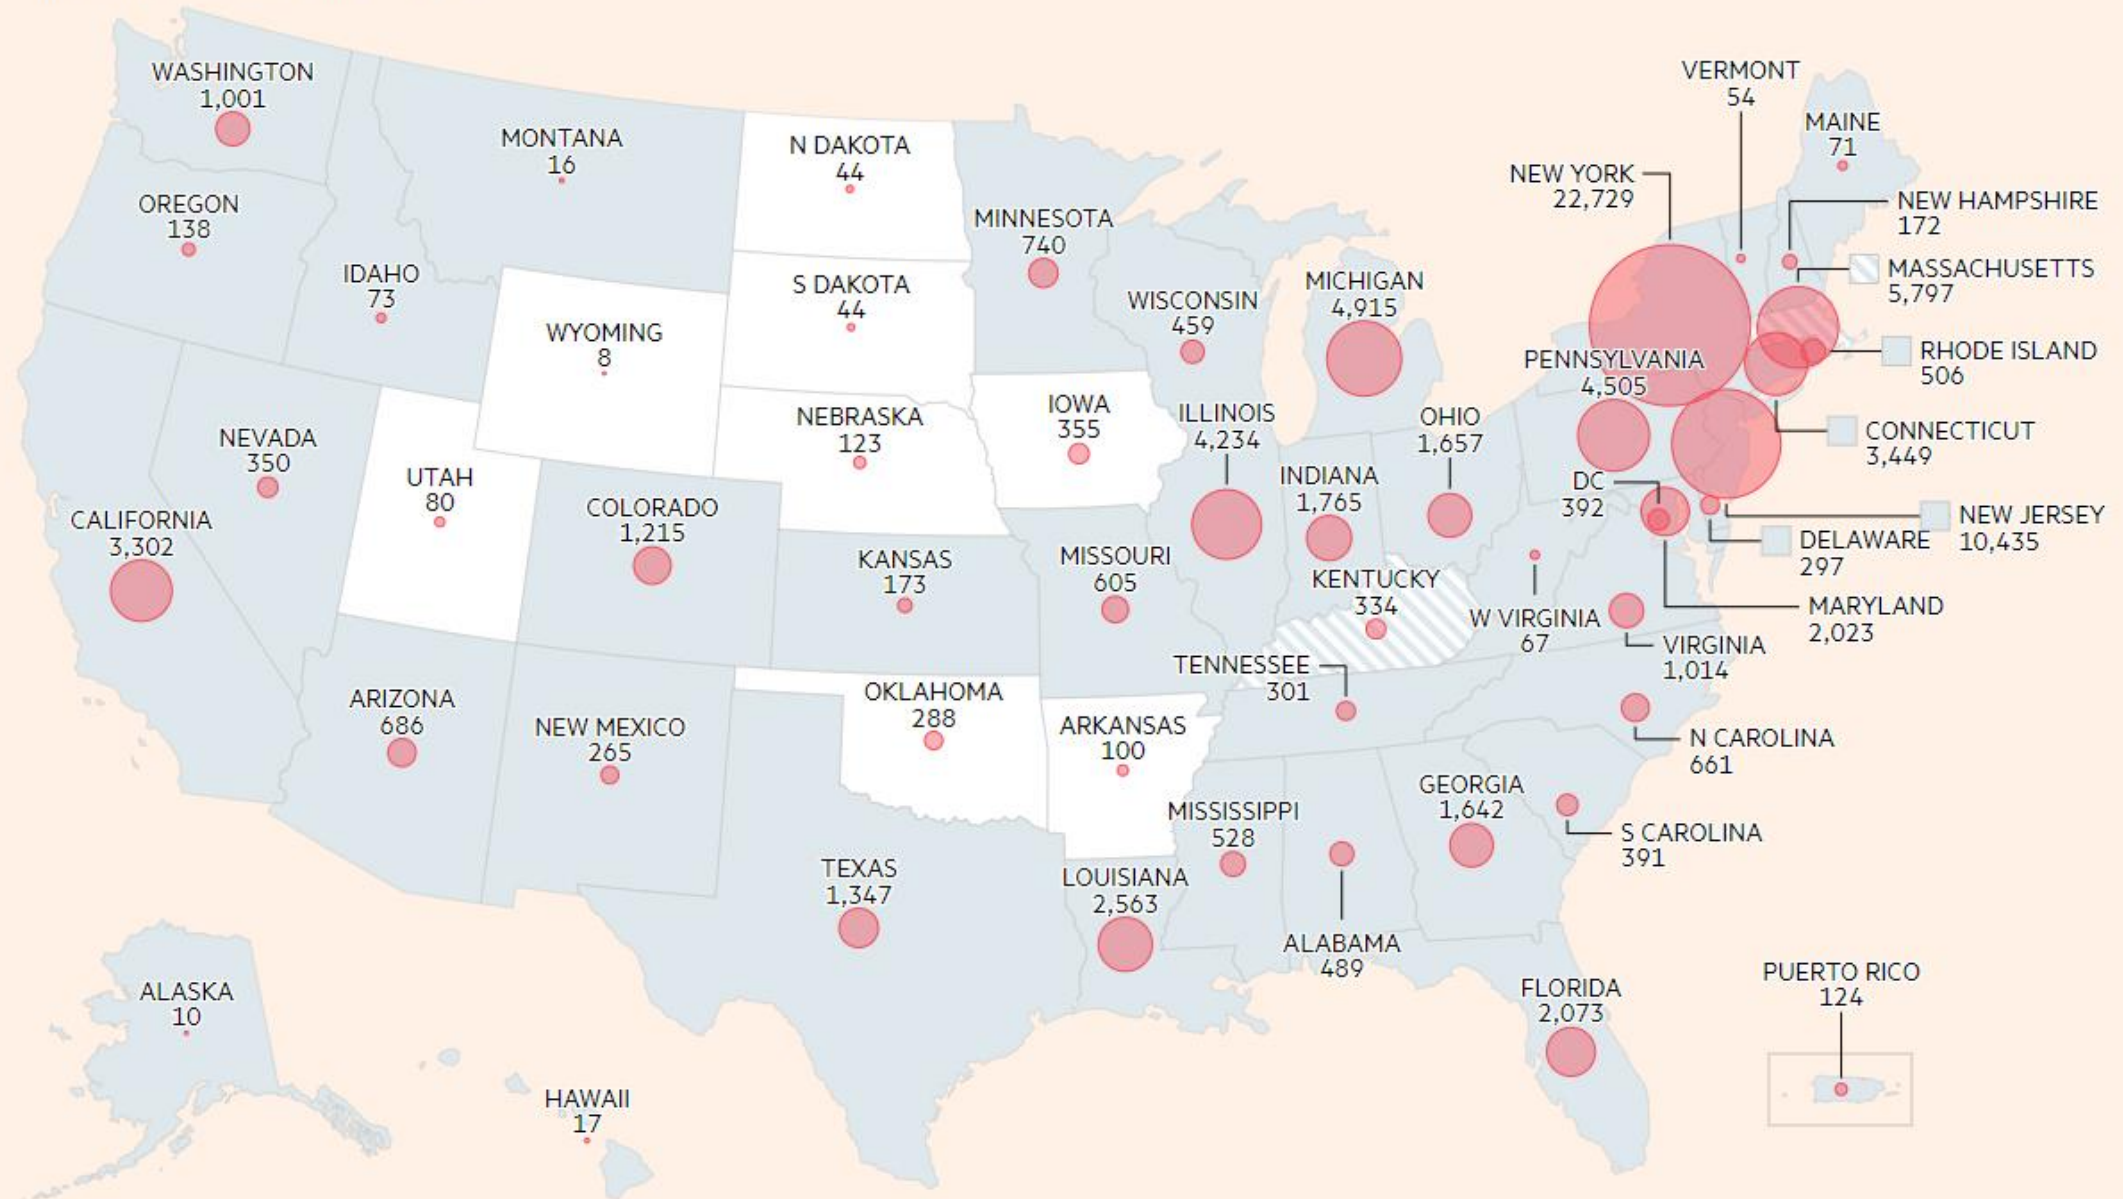 WASHINGTON
1,001
MONTANA
16
N DAKOTA
44
VERMONT
54
MAINE
71
NEW YORK
22,729
NEW HAMPSHIRE
172
OREGON
138
MINNESOTA
740
IDAHO
73
S DAKOTA
44
WISCONSIN
459
MICHIGAN
4,915
MASSACHUSETTS
5,797
WYOMING
8
PENNSYLVANIA
4,505
RHODE ISLAND
506
NEBRASKA
123
IOWA
355
ILLINOIS
4,234
OHIO
1,657
CONNECTICUT
3,449
NEVADA
350
UTAH
80
INDIANA
1,765
DC
392
CALIFORNIA
3,302
COLORADO
1,215
NEW JERSEY
10,435
DELAWARE
297
KANSAS
173
MISSOURI
605
KENTUCKY
334
W VIRGINIA
67
MARYLAND
2,023
VIRGINIA
1,014
TENNESSEE
301
ARIZONA
686
NEW MEXICO
265
OKLAHOMA
288
ARKANSAS
100
N CAROLINA
661
MISSISSIPPI
528
GEORGIA
1,642
S CAROLINA
391
TEXAS
1,347
LOUISIANA
2,563
ALABAMA
489
FLORIDA
2,073
PUERTO RICO
124
ALASKA
10
HAWAII
17